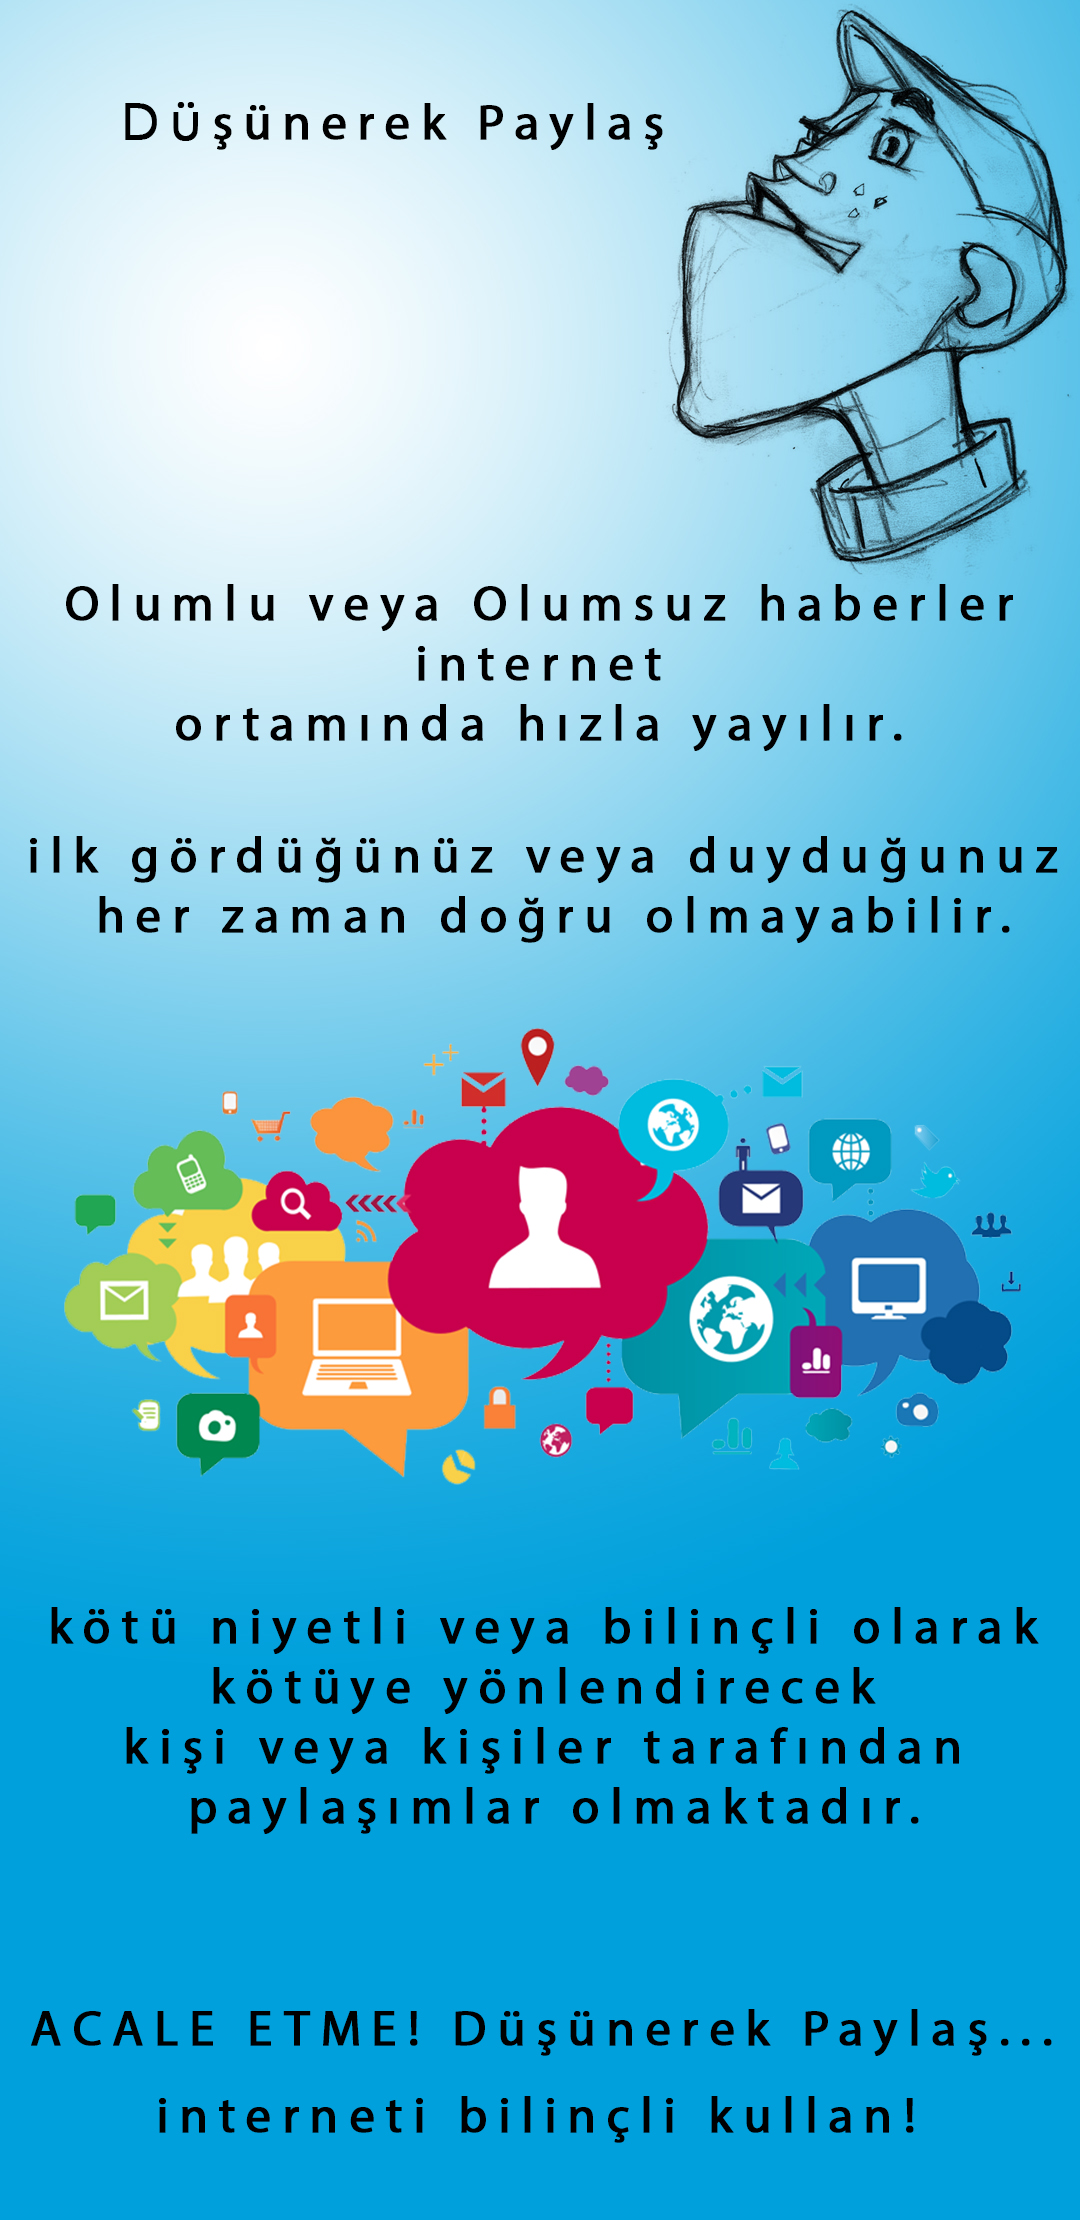 Düşünerek Paylaş
Olumlu veya Olumsuz haberler
internet
ortamında hızla yayılır.
ilk gördüğünüz veya duyduğunuz
her zaman doğru olmayabilir.
kötü niyetli veya bilinçli olarak
kötüye yönlendirecek
kişi veya kişiler tarafından
paylaşımlar olmaktadır.
ACALE ETME! Düşünerek Paylaş...
interneti bilinçli kullan!